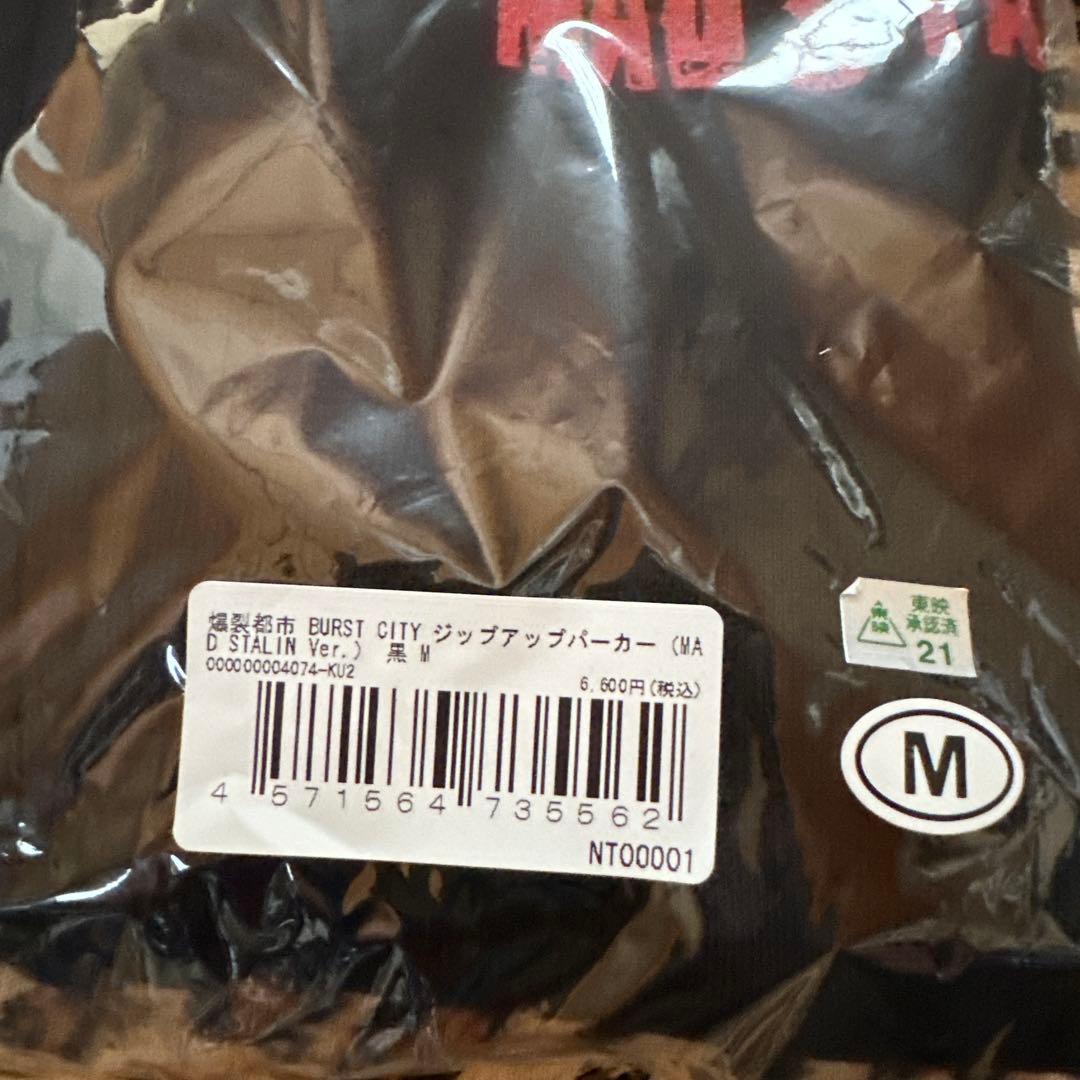 MAD STA
爆裂都市 BURST CITY ジップアップパーカー (MA
D STALIN Ver.) 黒 M
000000004074-KU2
6,600円(税込)
4 571564 735562
NT00001
東映
承認済
21
M